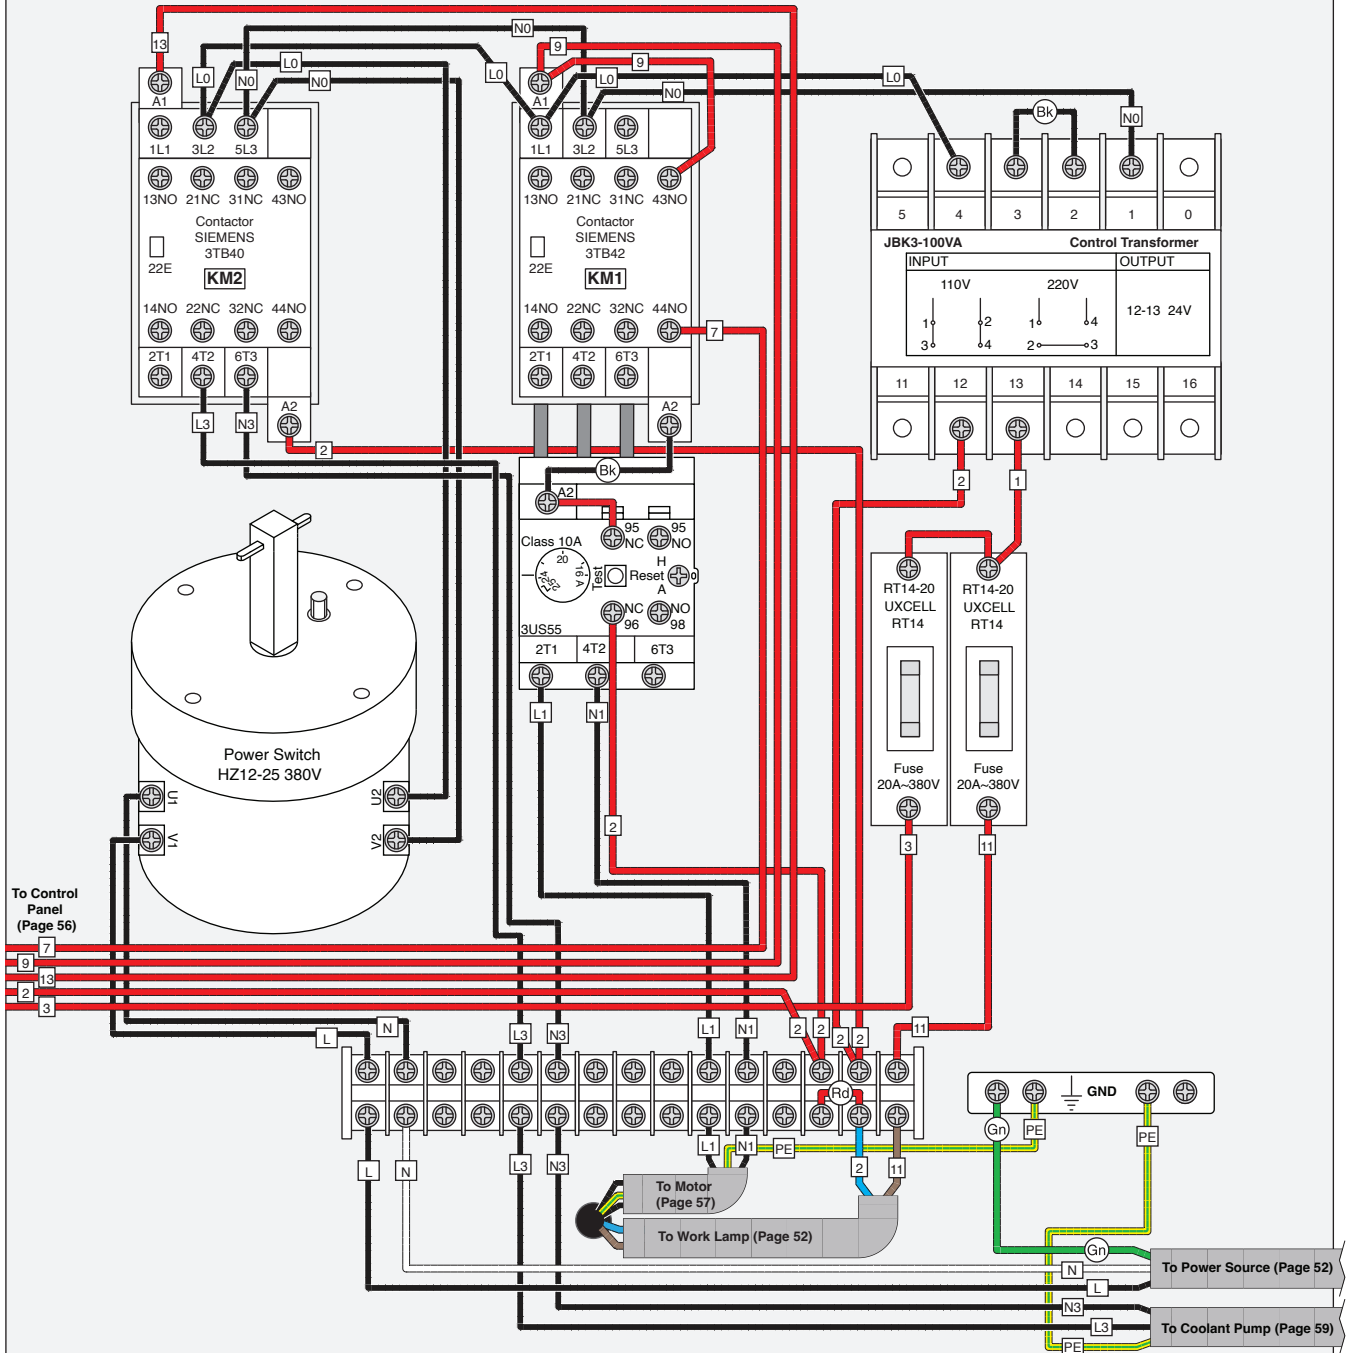 N0
13
9
9
L0
N0
L0
N0
L0
L0
N0
L0
N0
Bk
A1
1L1
3L2
5L3
13NO
21NC
31NC
43NO
Contactor
SIEMENS
3TB40
22E
KM2
14NO
22NC
32NC
44NO
2T1
4T2
6T3
A2
L3
N3
2
A1
1L1
3L2
5L3
13NO
21NC
31NC
43NO
Contactor
SIEMENS
3TB42
22E
KM1
14NO
22NC
32NC
44NO
7
2T1
4T2
6T3
A2
Bk
5
4
3
2
1
0
JBK3-100VA
Control Transformer
INPUT
OUTPUT
110V
220V
1
2
3
4
1
4
2
3
12-13 24V
11
12
13
14
15
16
2
1
A2
95
NC
95
NO
Class 10A
20
16 A
24
25
Test
H
Reset
A
NC
96
NO
98
3US55
2T1
4T2
6T3
L1
N1
2
RT14-20
UXCELL
RT14
Fuse
20A~380V
3
RT14-20
UXCELL
RT14
Fuse
20A~380V
11
Power Switch
HZ12-25 380V
U1
V1
U2
V2
To Control
Panel
(Page 56)
7
9
13
2
3
L
N
L3
N3
L1
N1
2
2
2
2
11
Rd
GND
L
N
L3
N3
L1
N1
PE
2
11
Gn
PE
PE
To Motor
(Page 57)
To Work Lamp (Page 52)
Gn
N
L
To Power Source (Page 52)
N3
L3
PE
To Coolant Pump (Page 59)